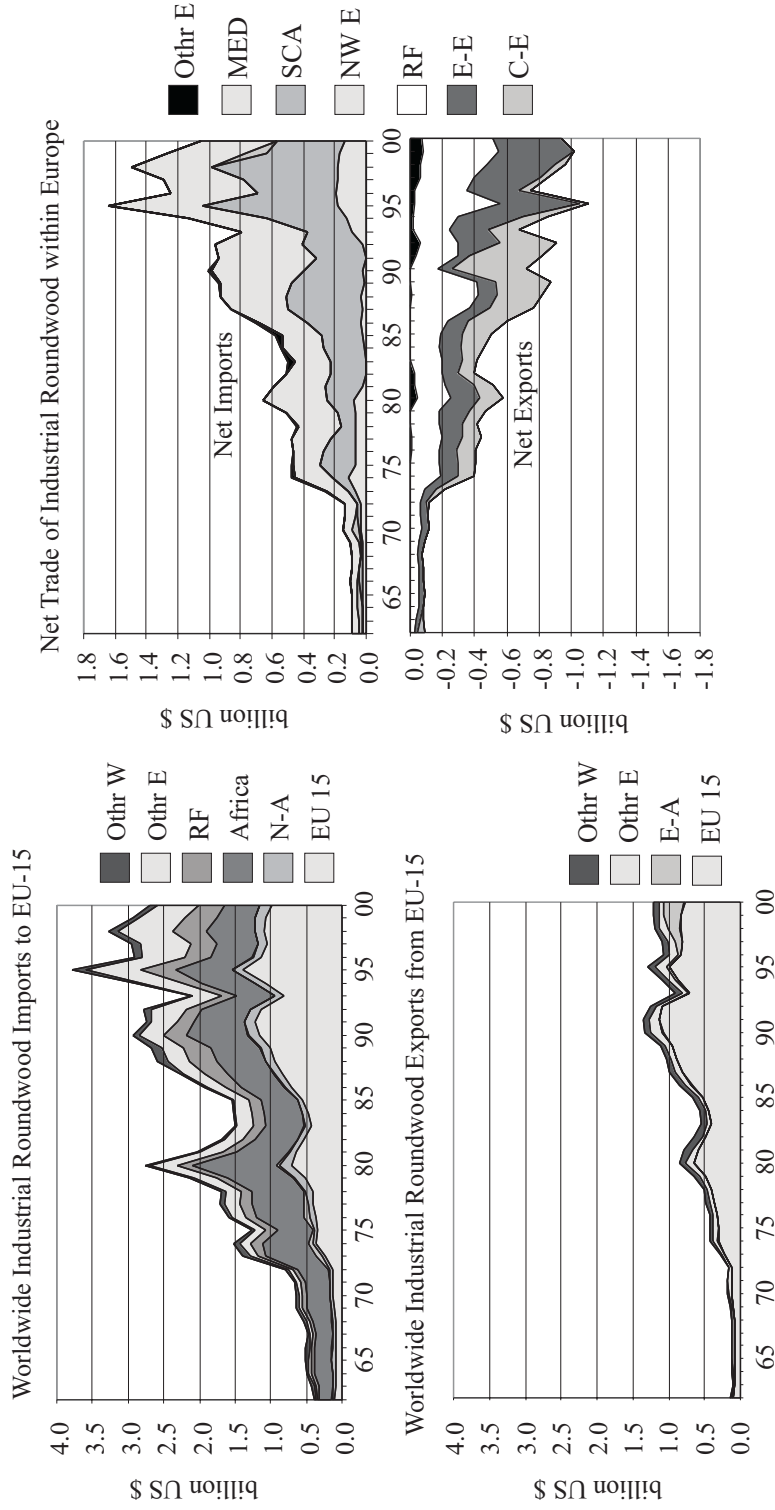 Worldwide Industrial Roundwood Imports to EU-15
billion US $
4.0
3.5
3.0
2.5
2.0
1.5
1.0
0.5
0.0
65 70 75 80 85 90 95 00
Othr W
Othr E
RF
Africa
N-A
EU 15
Net Trade of Industrial Roundwood within Europe
billion US $
1.8
1.6
1.4
1.2
1.0
0.8
0.6
0.4
0.2
0.0
Net Imports
65 70 75 80 85 90 95 00
Othr E
MED
SCA
NW E
RF
E-E
C-E
Worldwide Industrial Roundwood Exports from EU-15
billion US $
4.0
3.5
3.0
2.5
2.0
1.5
1.0
0.5
0.0
65 70 75 80 85 90 95 00
Othr W
Othr E
E-A
EU 15
billion US $
0.0
-0.2
-0.4
-0.6
-0.8
-1.0
-1.2
-1.4
-1.6
-1.8
Net Exports